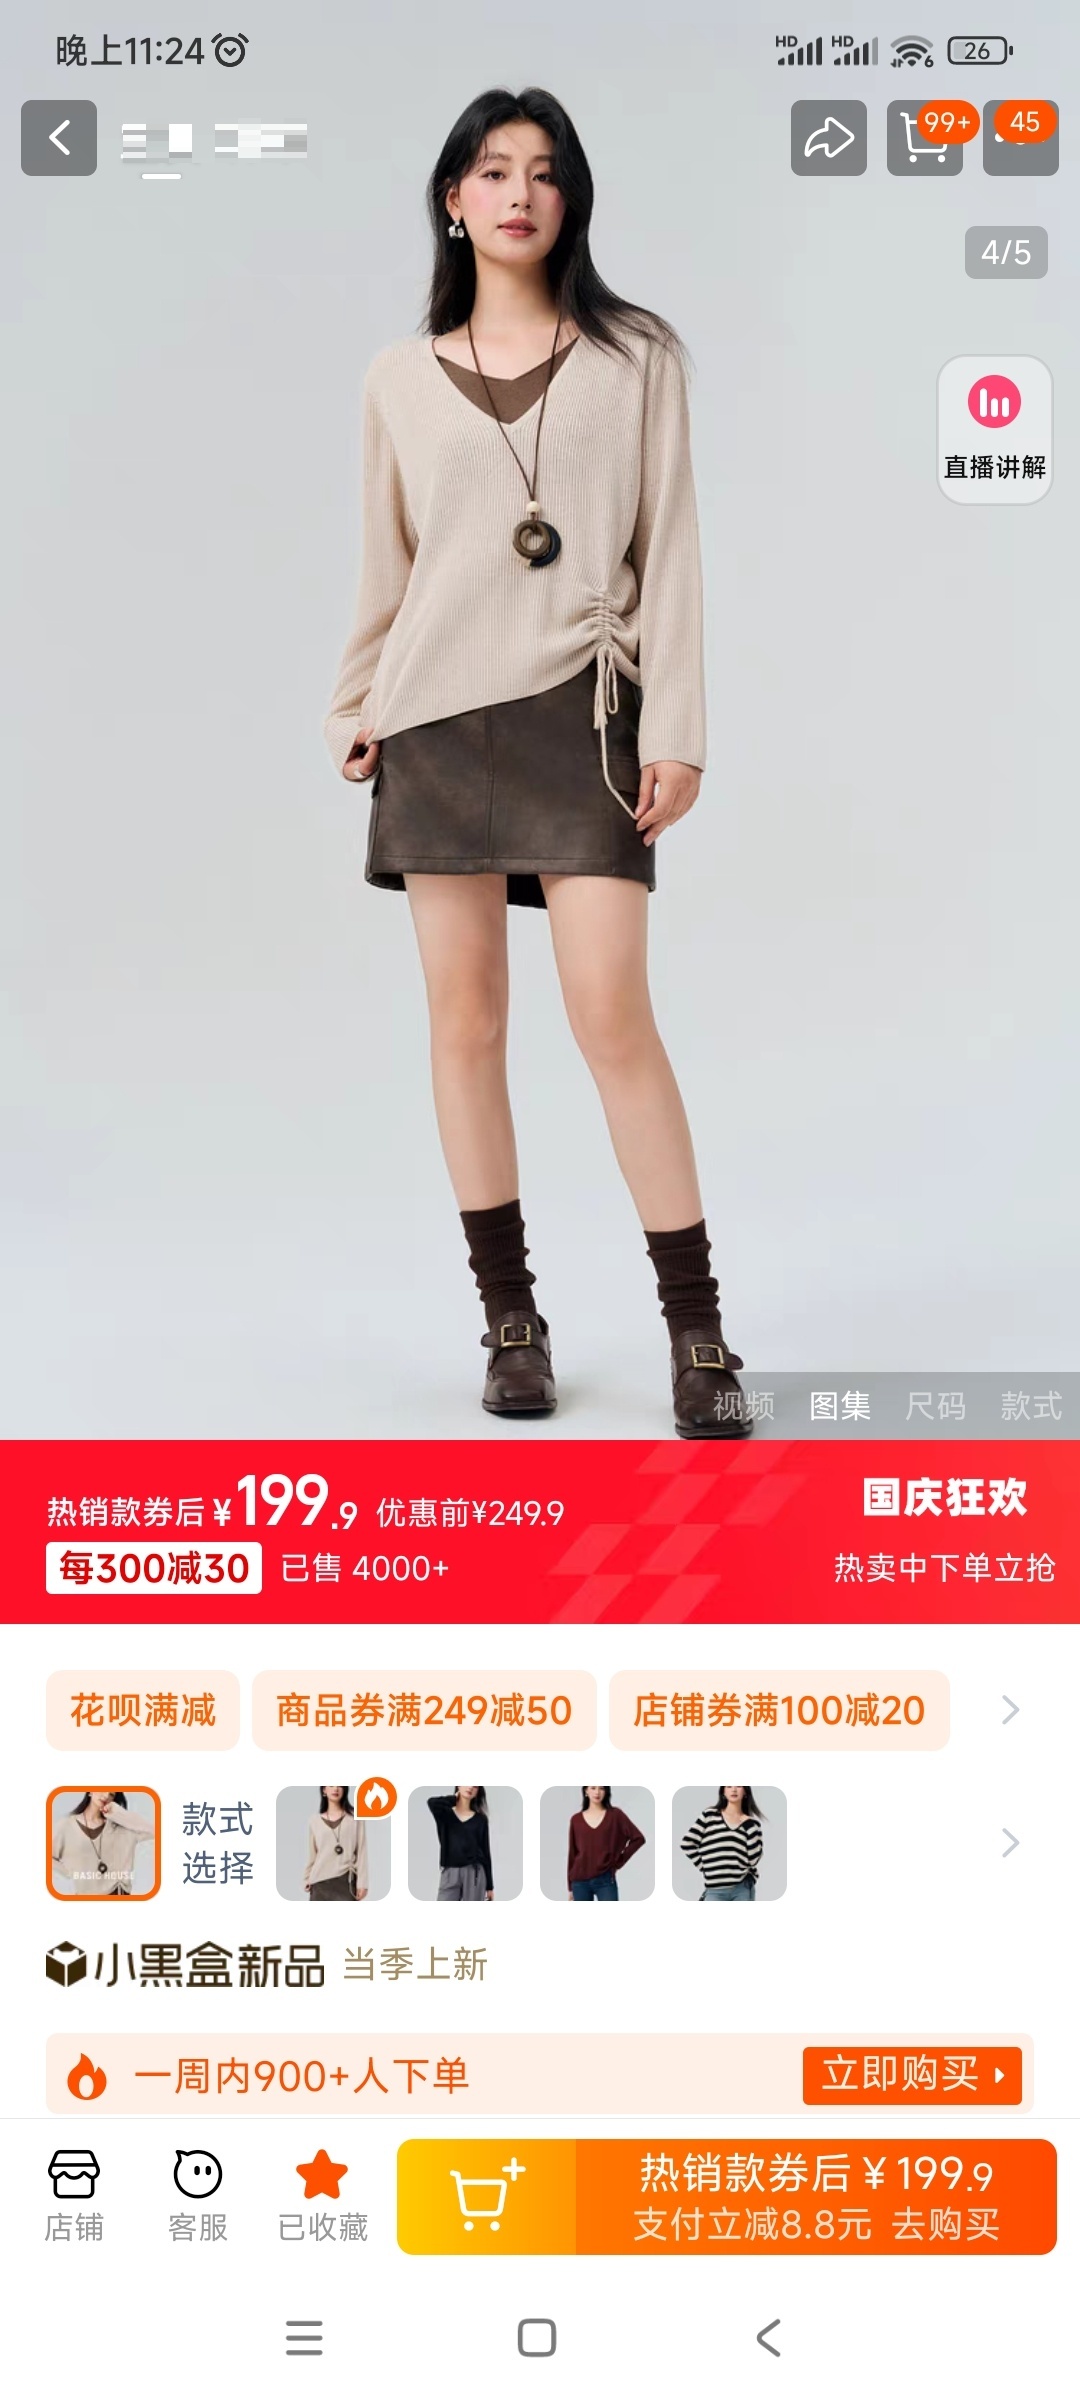 晚上11:24
HD HD 6 26
99+ 45
4/5
直播讲解
视频 图集 尺码 款式
热销款券后¥199.9 优惠前¥249.9
国庆狂欢
每300减30 已售 4000+
热卖中下单立抢
花呗满减 商品券满249减50 店铺券满100减20
BASIC HOUSE
款式
选择
小黑盒新品 当季上新
一周内900+人下单 立即购买
热销款券后¥199.9
支付立减8.8元 去购买
店铺 客服 已收藏